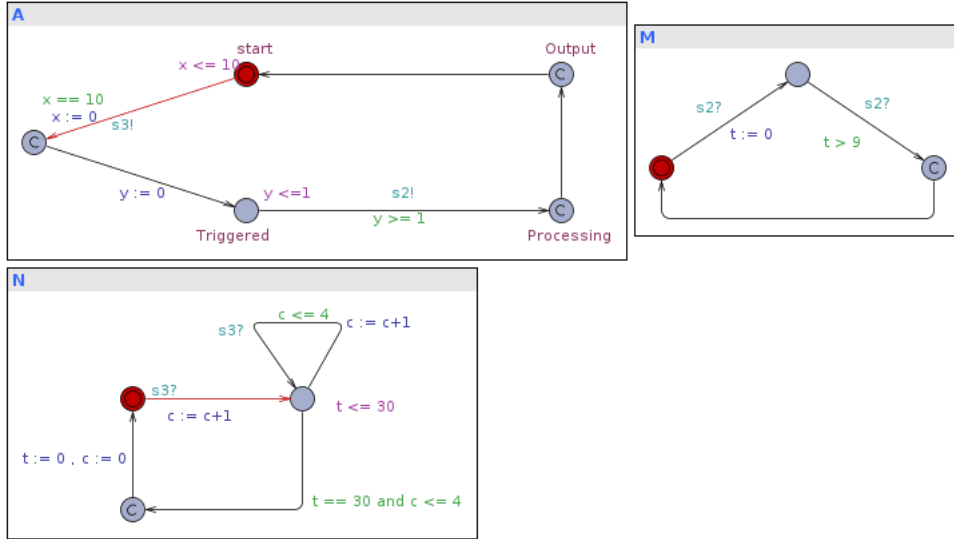 A
start
Output
x <= 10
x == 10
x := 0
s3!
C
C
y := 0
y <=1
s2!
y >= 1
C
Triggered
Processing
M
s2?
s2?
t := 0
t > 9
C
N
c <= 4
s3?
c := c+1
s3?
c := c+1
t <= 30
t := 0 , c := 0
t == 30 and c <= 4
C